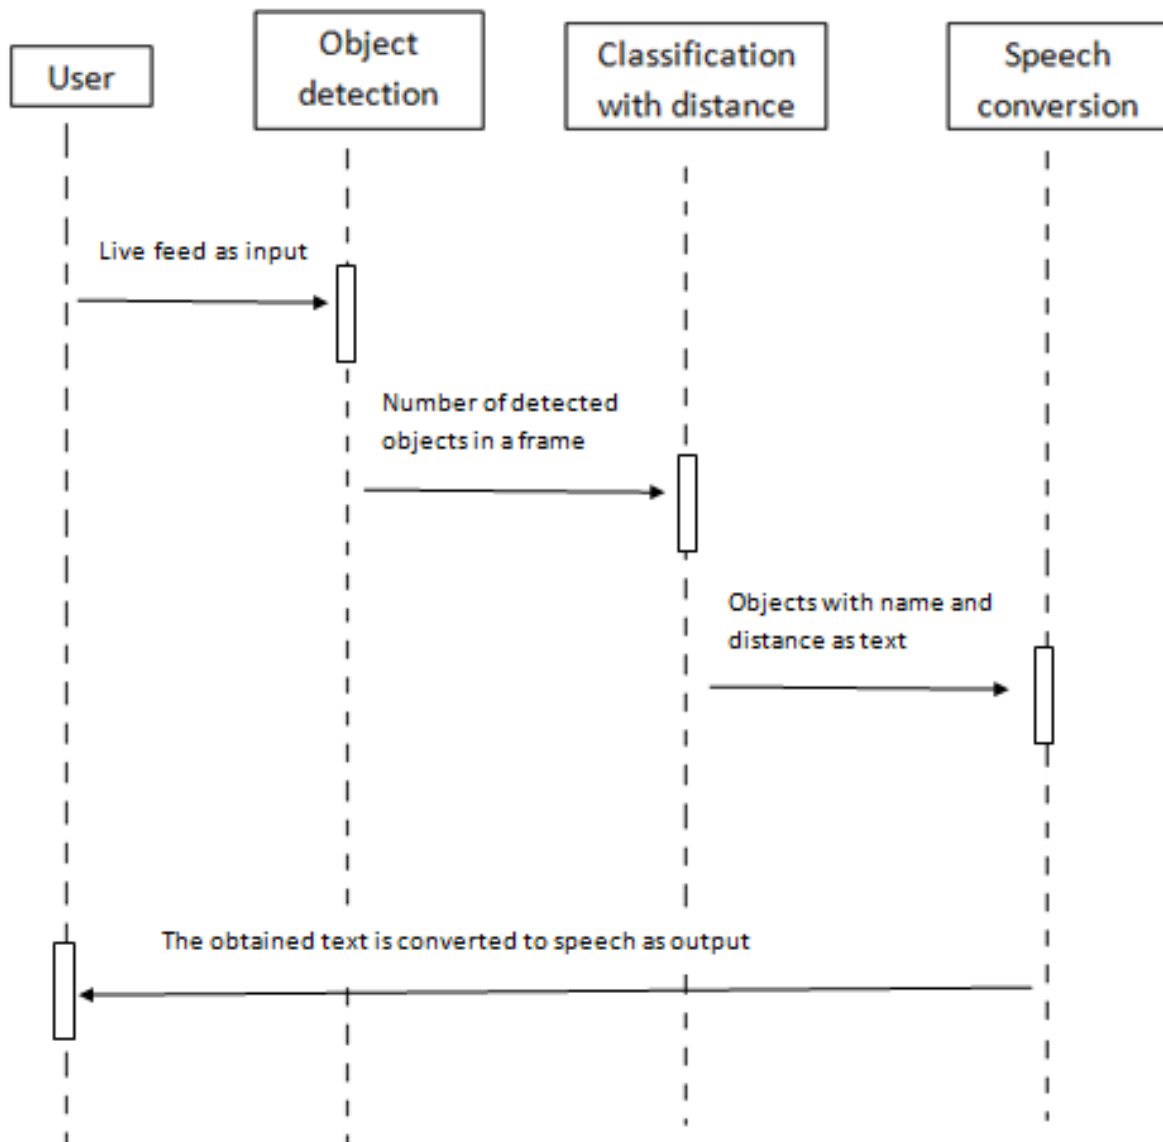 User
Object
detection
Classification
with distance
Speech
conversion
Live feed as input
Number of detected
objects in a frame
Objects with name and
distance as text
The obtained text is converted to speech as output